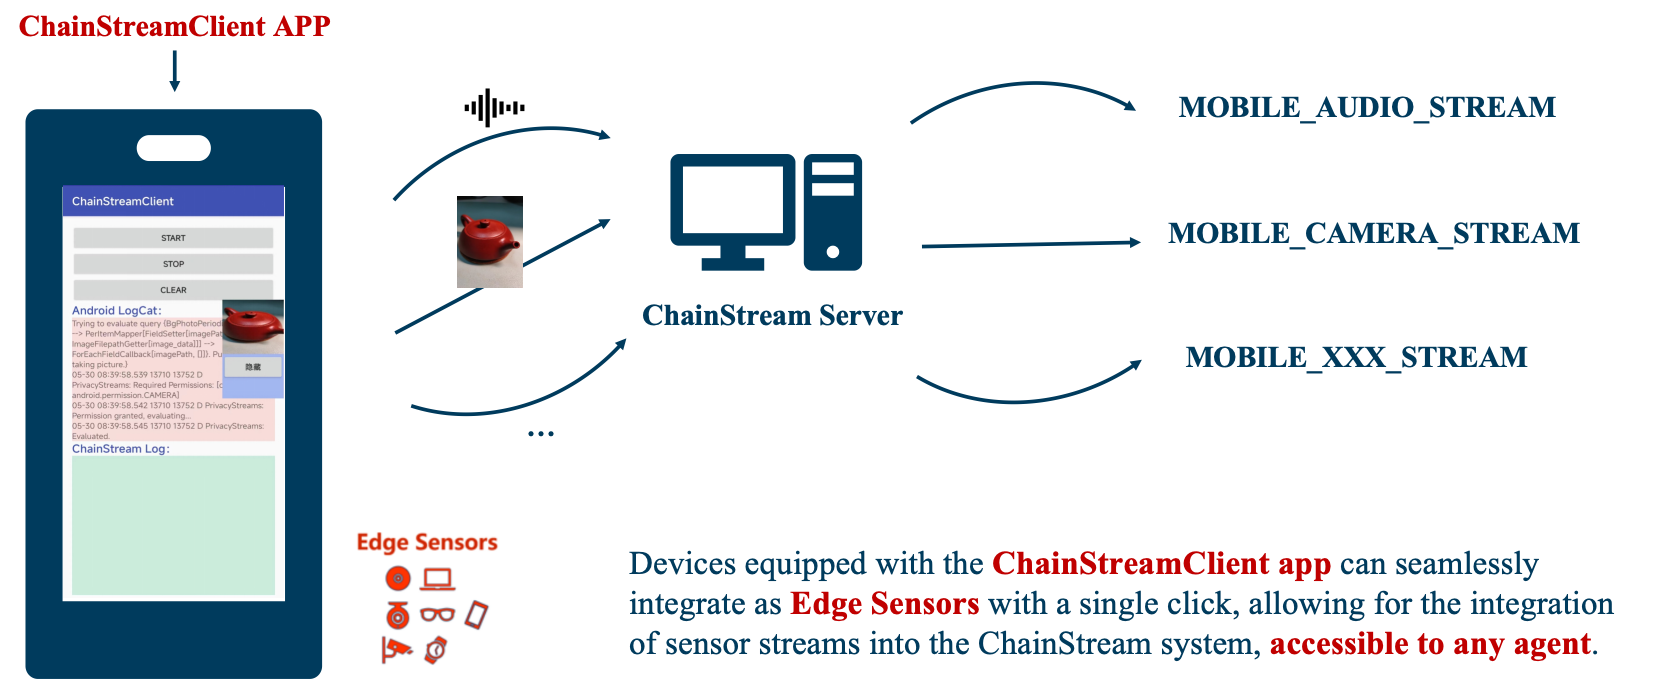 ChainStreamClient APP
ChainStreamClient
START
STOP
CLEAR
Android LogCat:
Trying to evaluate query {BgPhotoPeriod
--> PerItemMapper[FieldSetter[imagePat
ImageFilepathGetter[image_data]]] -->
ForEachFieldCallback[imagePath, []]}. Pu
taking picture.}
05-30 08:39:58.539 13710 13752 D
PrivacyStreams: Required Permissions: [
android.permission.CAMERA]
05-30 08:39:58.542 13710 13752 D PrivacyStreams:
Permission granted, evaluating...
05-30 08:39:58.545 13710 13752 D PrivacyStreams:
Evaluated.
隐藏
ChainStream Log:
...
ChainStream Server
MOBILE_AUDIO_STREAM
MOBILE_CAMERA_STREAM
MOBILE_XXX_STREAM
Edge Sensors
Devices equipped with the ChainStreamClient app can seamlessly
integrate as Edge Sensors with a single click, allowing for the integration
of sensor streams into the ChainStream system, accessible to any agent.